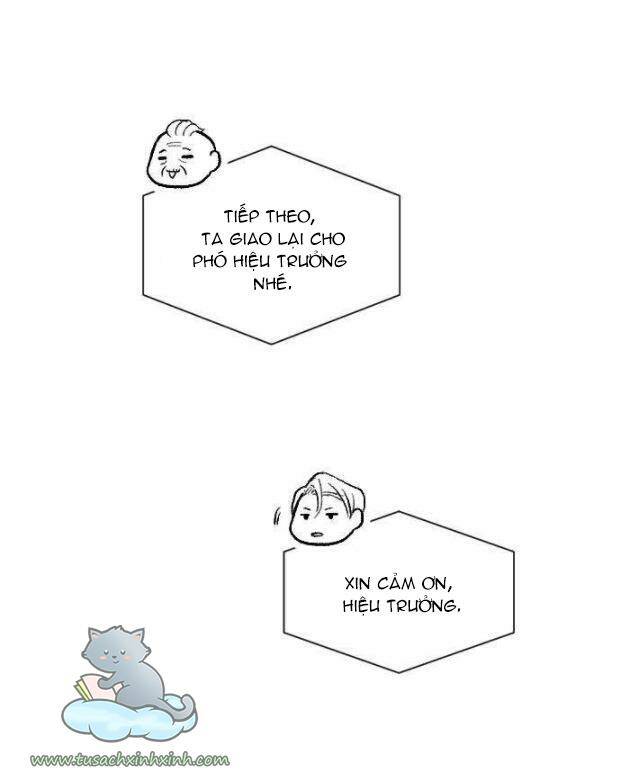 TIẾP THEO,
TA GIAO LẠI CHO
PHÓ HIỆU TRƯỞNG
NHÉ.
XIN CẢM ƠN,
HIỆU TRƯỞNG.
www.tusachxinhxinh.com